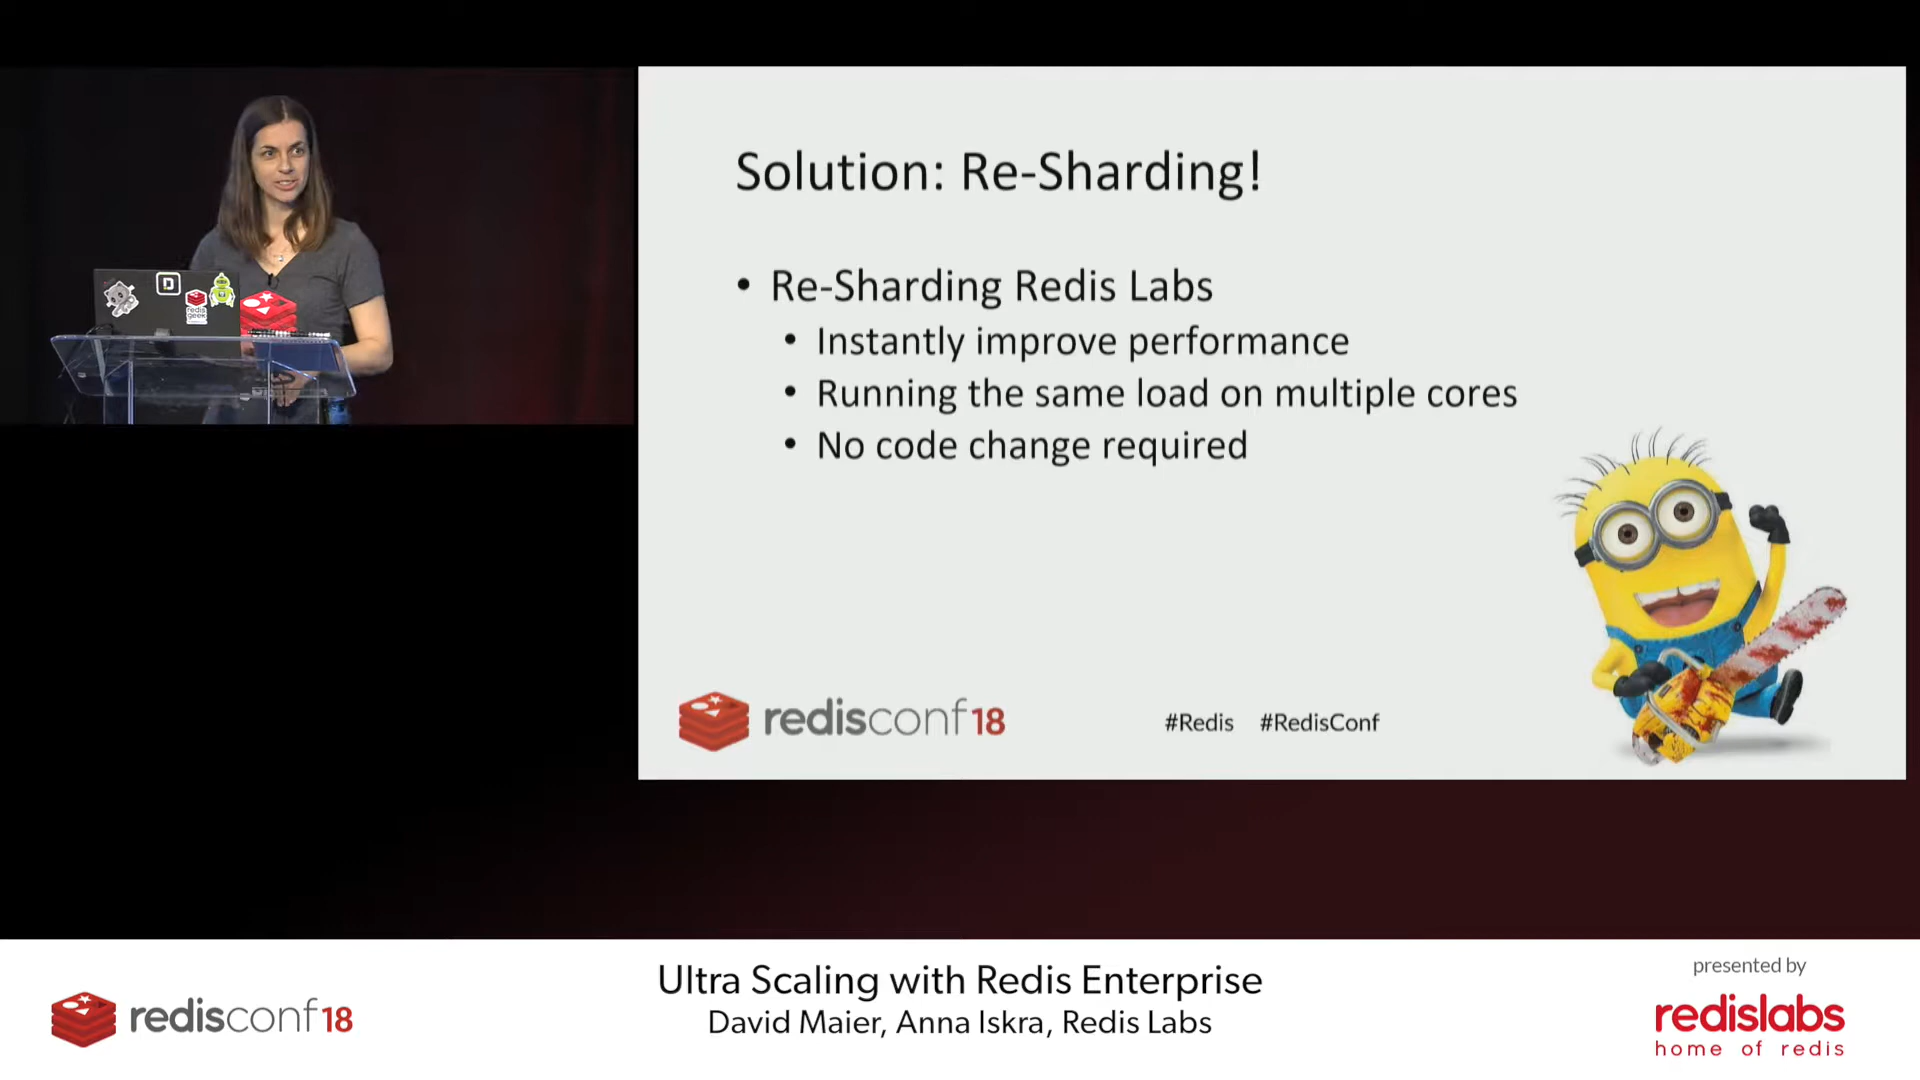 Solution: Re-Sharding!
• Re-Sharding Redis Labs
• Instantly improve performance
• Running the same load on multiple cores
• No code change required
redisconf18
#Redis #RedisConf
D
redis
geek
Ultra Scaling with Redis Enterprise
David Maier, Anna Iskra, Redis Labs
redisconf18
presented by
redislabs
home of redis